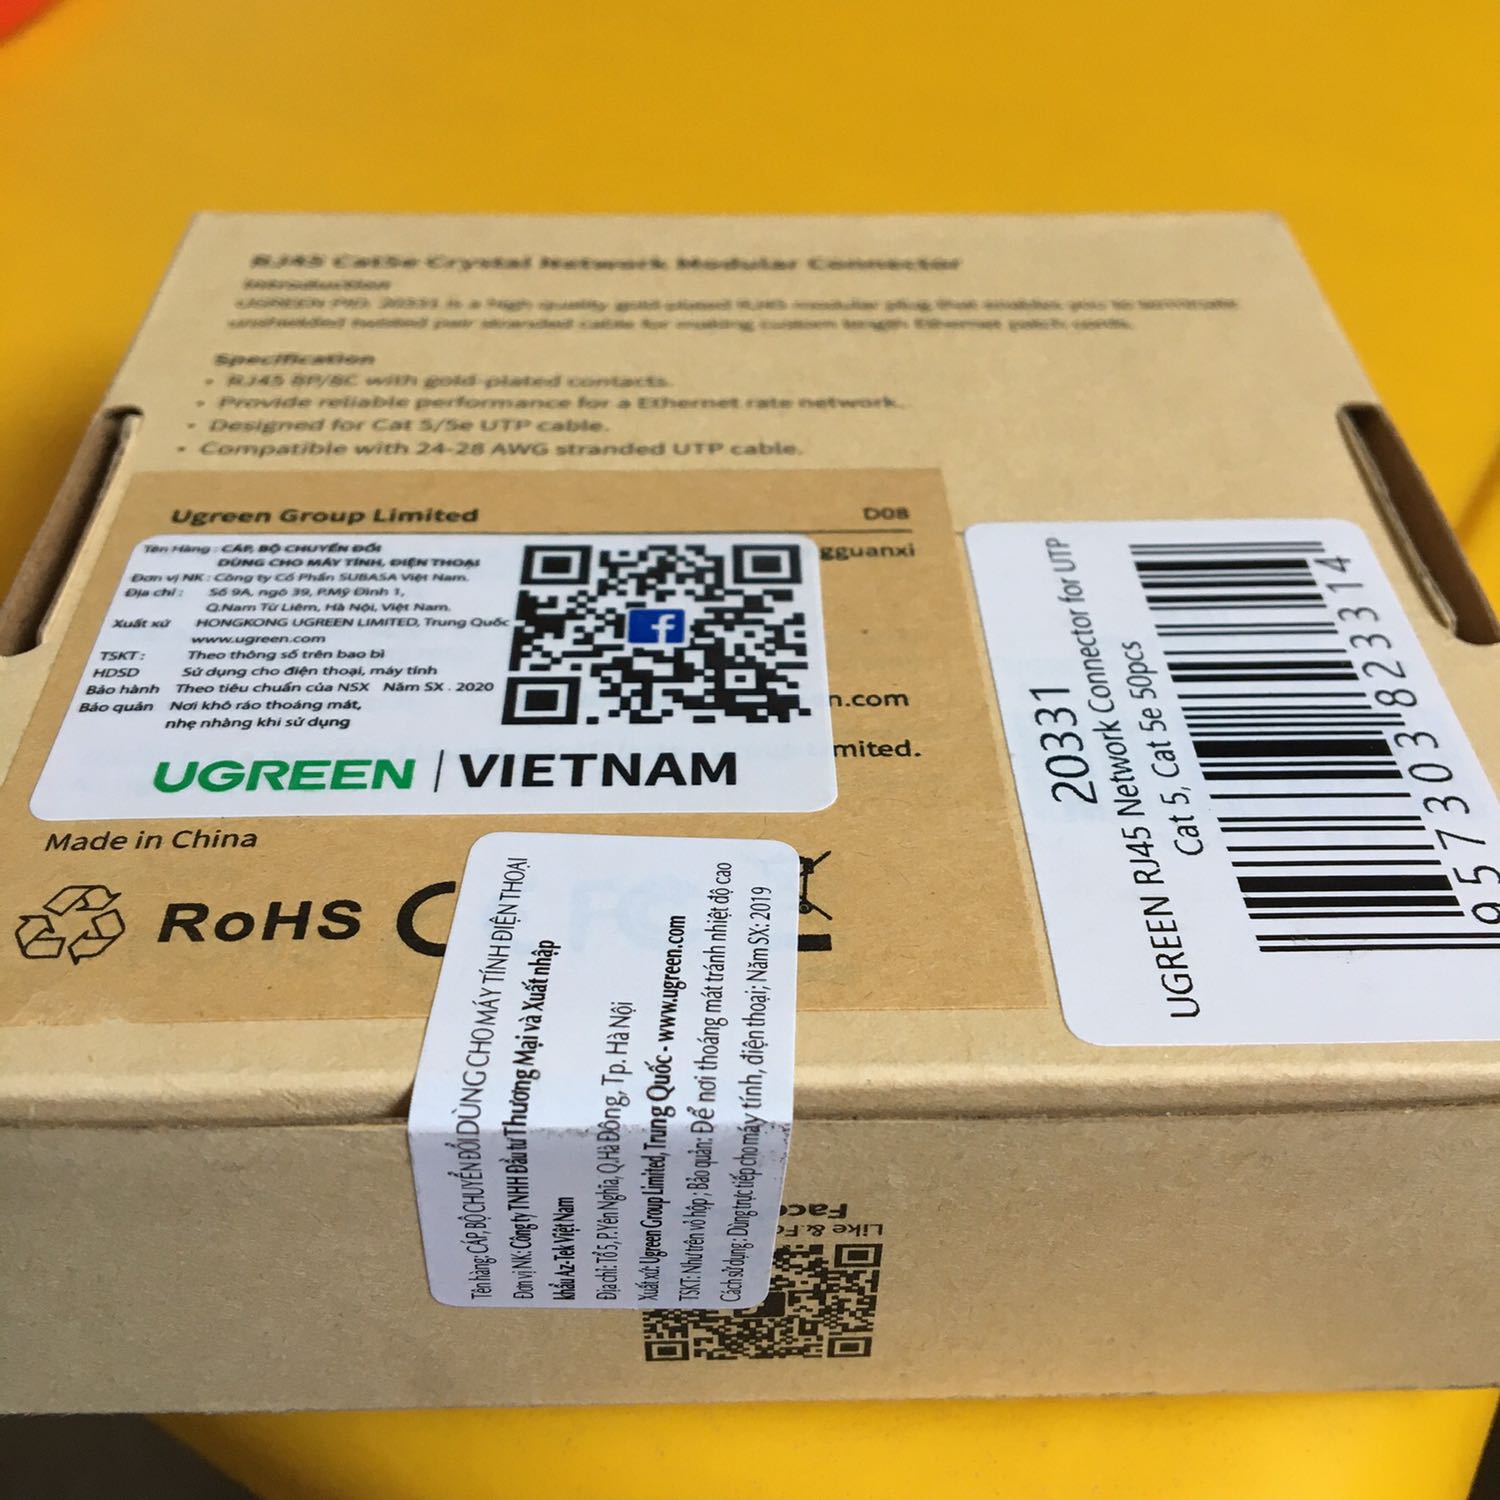 RJ45 Cat5e Crystal Network Modular Connector
Introduction
UGREEN P/D. 20331 is a high quality gold-plated RJ45 modular plug that enables you to terminate
unshielded twisted pair stranded cable for making custom length Ethernet patch cords.
Specification
• RJ45 8P/8C with gold-plated contacts.
• Provide reliable performance for a Ethernet rate network.
• Designed for Cat 5/5e UTP cable.
• Compatible with 24-28 AWG stranded UTP cable.
Ugreen Group Limited
D08
gguanxi
n.com
mited.
Tên Hàng : CÁP, BỘ CHUYỂN ĐỔI
DÙNG CHO MÁY TÍNH, ĐIỆN THOẠI
Đơn vị NK : Công ty Cổ Phần SUBASA Việt Nam.
Địa chỉ : Số 9A, ngõ 39, P.Mỹ Đình 1,
Q.Nam Từ Liêm, Hà Nội, Việt Nam.
Xuất xứ HONGKONG UGREEN LIMITED, Trung Quốc
www.ugreen.com
TSKT : Theo thông số trên bao bì
HDSD Sử dụng cho điện thoại, máy tính
Bảo hành Theo tiêu chuẩn của NSX Năm SX . 2020
Bảo quản Nơi khô ráo thoáng mát,
nhẹ nhàng khi sử dụng
UGREEN | VIETNAM
Made in China
RoHS
20331
UGREEN RJ45 Network Connector for UTP
Cat 5, Cat 5e 50pcs
957303 823314
Tên hàng: CÁP, BỘ CHUYỂN ĐỔI DÙNG CHO MÁY TÍNH ĐIỆN THOẠI
Đơn vị NK: Công ty TNHH Đầu tư Thương Mại và Xuất nhập
khẩu Az-Tek Việt Nam
Địa chỉ: Tổ 5, P.Yên Nghĩa, Q.Hà Đông, Tp. Hà Nội
Xuất xứ: Ugreen Group Limited, Trung Quốc - www.ugreen.com
TSKT: Như trên vỏ hộp ; Bảo quản: Để nơi thoáng mát tránh nhiệt độ cao
Cách sử dụng : Dùng trực tiếp cho máy tính, điện thoại; Năm SX: 2019
Like & Fo
Face